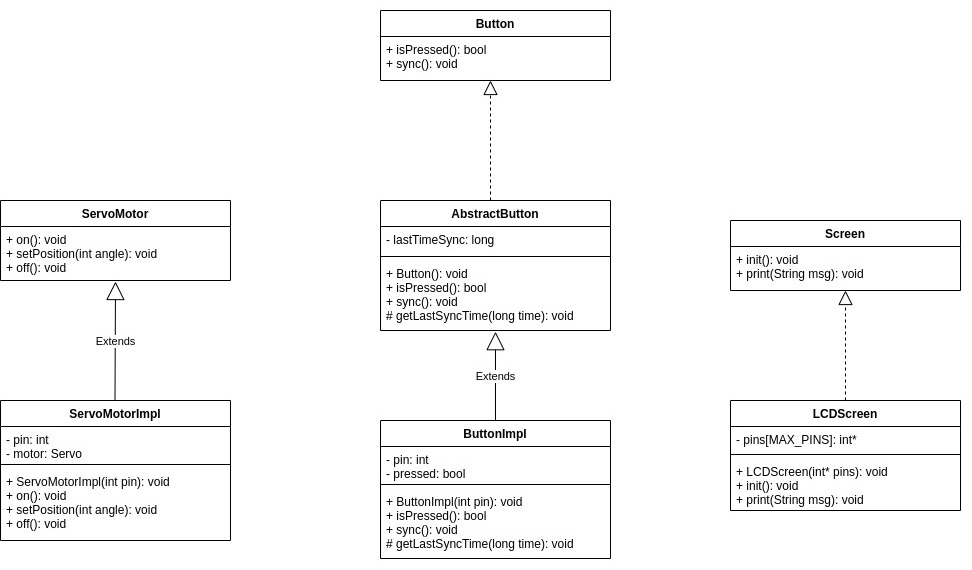 Button
+ isPressed(): bool
+ sync(): void
ServoMotor
+ on(): void
+ setPosition(int angle): void
+ off(): void
Extends
ServoMotorImpl
- pin: int
- motor: Servo
+ ServoMotorImpl(int pin): void
+ on(): void
+ setPosition(int angle): void
+ off(): void
AbstractButton
- lastTimeSync: long
+ Button(): void
+ isPressed(): bool
+ sync(): void
# getLastSyncTime(long time): void
Extends
ButtonImpl
- pin: int
- pressed: bool
+ ButtonImpl(int pin): void
+ isPressed(): bool
+ sync(): void
# getLastSyncTime(long time): void
Screen
+ init(): void
+ print(String msg): void
LCDScreen
- pins[MAX_PINS]: int*
+ LCDScreen(int* pins): void
+ init(): void
+ print(String msg): void